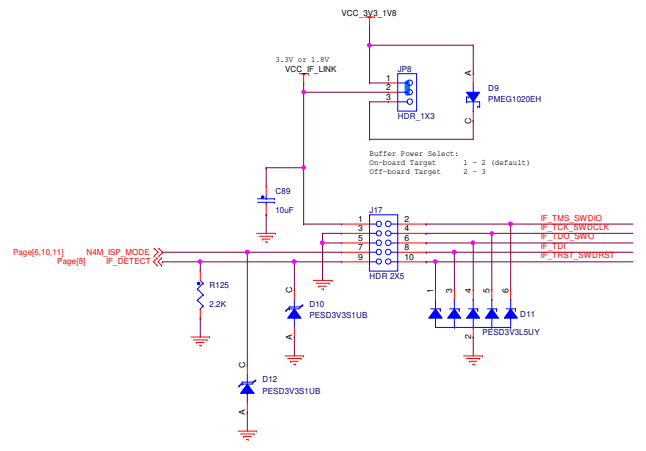 VCC_3V3_1V8
3.3V or 1.8V
VCC_IF_LINK
JP8
1
2
3
HDR_1X3
A
D9
PMEG1020EH
C
Buffer Power Select:
On-board Target 1 - 2 (default)
Off-board Target 2 - 3
C89
10uF
J17
1 2
3 4
5 6
7 8
9 10
HDR 2X5
IF_TMS_SWDIO
IF_TCK_SWDCLK
IF_TDO_SWO
IF_TDI
IF_TRST_SWDRST
Page[6,10,11] N4M_ISP_MODE
Page[8] IF_DETECT
R125
2.2K
C
D10
PESD3V3S1UB
A
1 3 4 5 6
D11
PESD3V3L5UY
2
C
D12
PESD3V3S1UB
A